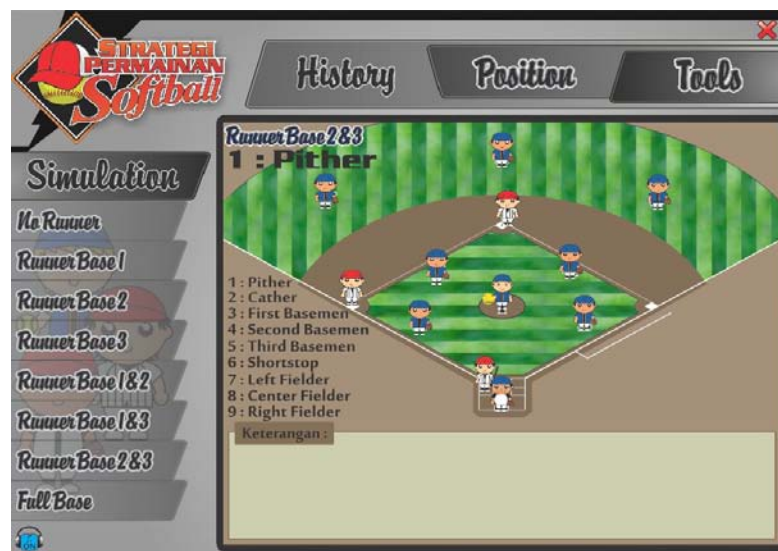 STRATEGI
PERMAINAN
Softball
History
Position
Tools
Simulation
No Runner
Runner Base 1
Runner Base 2
Runner Base 3
Runner Base 1 & 2
Runner Base 1 & 3
Runner Base 2 & 3
Full Base
Runner Base 2 & 3
1 : Pither
1 : Pither
2 : Cather
3 : First Basemen
4 : Second Basemen
5 : Third Basemen
6 : Shortstop
7 : Left Fielder
8 : Center Fielder
9 : Right Fielder
Keterangan :
ON